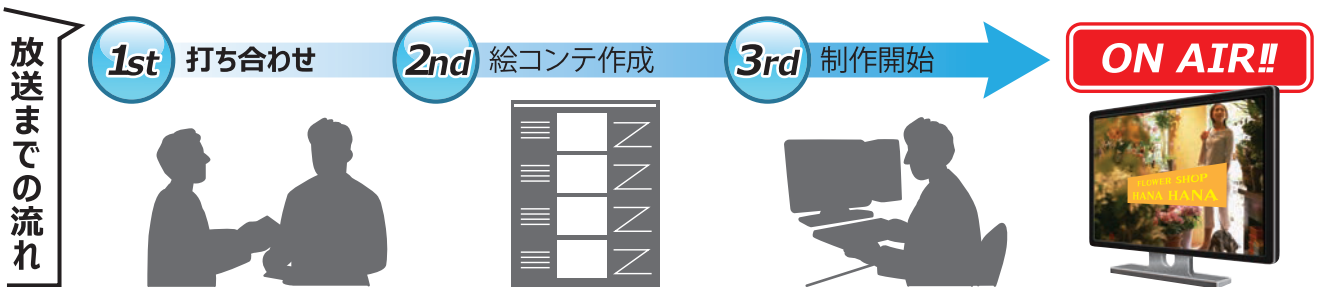 放送までの流れ
1st 打ち合わせ
2nd 絵コンテ作成
3rd 制作開始
ON AIR!!
FLOWER SHOP
HANA HANA